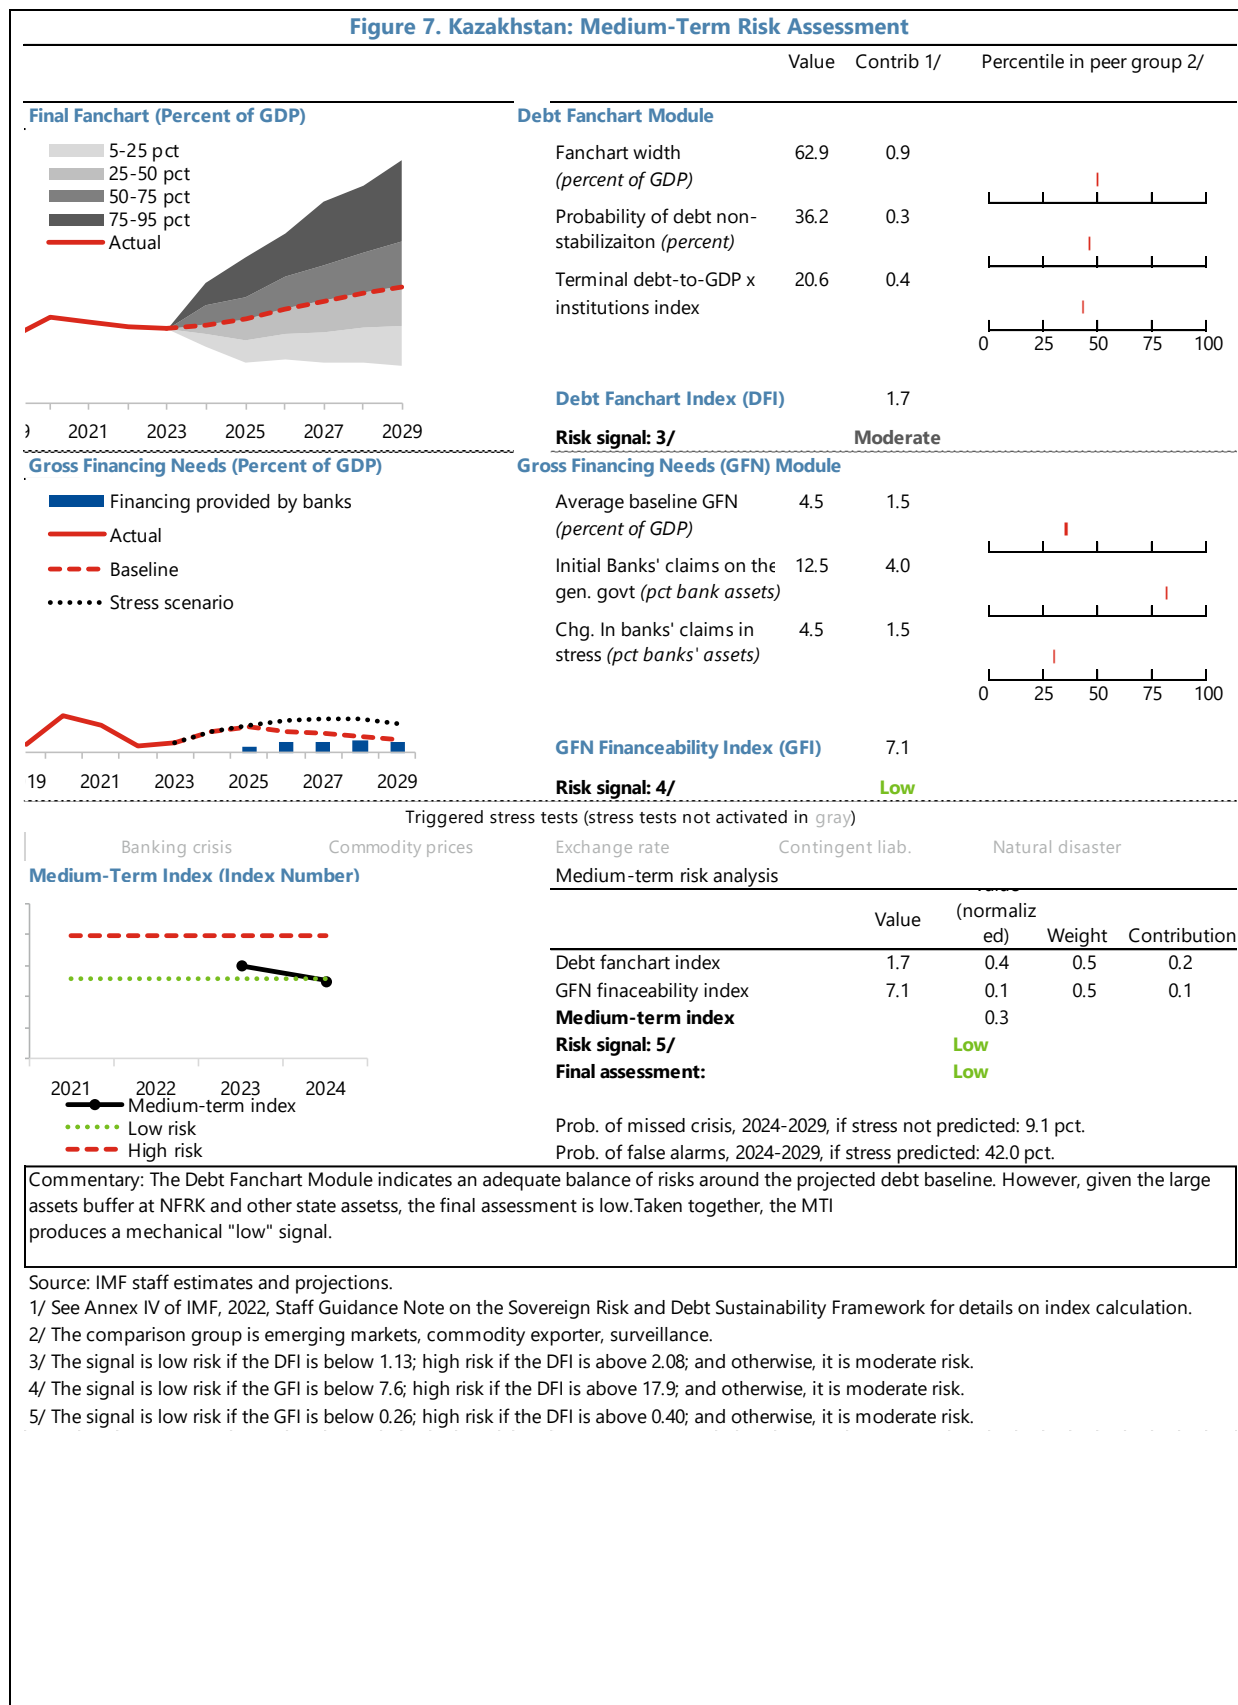 Figure 7. Kazakhstan: Medium-Term Risk Assessment
Value Contrib 1/ Percentile in peer group 2/
Final Fanchart (Percent of GDP)
5-25 pct
25-50 pct
50-75 pct
75-95 pct
Actual
2021 2023 2025 2027 2029
Debt Fanchart Module
Fanchart width 62.9 0.9
(percent of GDP)
Probability of debt non- 36.2 0.3
stabilizaiton (percent)
Terminal debt-to-GDP x 20.6 0.4
institutions index
0 25 50 75 100
Debt Fanchart Index (DFI) 1.7
Risk signal: 3/ Moderate
Gross Financing Needs (Percent of GDP)
Financing provided by banks
Actual
Baseline
Stress scenario
19 2021 2023 2025 2027 2029
Gross Financing Needs (GFN) Module
Average baseline GFN 4.5 1.5
(percent of GDP)
Initial Banks' claims on the 12.5 4.0
gen. govt (pct bank assets)
Chg. In banks' claims in 4.5 1.5
stress (pct banks' assets)
0 25 50 75 100
GFN Financeability Index (GFI) 7.1
Risk signal: 4/ Low
Triggered stress tests (stress tests not activated in gray)
Banking crisis Commodity prices Exchange rate Contingent liab. Natural disaster
Medium-Term Index (Index Number)
2021 2022 2023 2024
Medium-term index
Low risk
High risk
Medium-term risk analysis
Value
(normaliz
Value ed) Weight Contribution
Debt fanchart index 1.7 0.4 0.5 0.2
GFN finaceability index 7.1 0.1 0.5 0.1
Medium-term index 0.3
Risk signal: 5/ Low
Final assessment: Low
Prob. of missed crisis, 2024-2029, if stress not predicted: 9.1 pct.
Prob. of false alarms, 2024-2029, if stress predicted: 42.0 pct.
Commentary: The Debt Fanchart Module indicates an adequate balance of risks around the projected debt baseline. However, given the large
assets buffer at NFRK and other state assetss, the final assessment is low.Taken together, the MTI
produces a mechanical "low" signal.
Source: IMF staff estimates and projections.
1/ See Annex IV of IMF, 2022, Staff Guidance Note on the Sovereign Risk and Debt Sustainability Framework for details on index calculation.
2/ The comparison group is emerging markets, commodity exporter, surveillance.
3/ The signal is low risk if the DFI is below 1.13; high risk if the DFI is above 2.08; and otherwise, it is moderate risk.
4/ The signal is low risk if the GFI is below 7.6; high risk if the DFI is above 17.9; and otherwise, it is moderate risk.
5/ The signal is low risk if the GFI is below 0.26; high risk if the DFI is above 0.40; and otherwise, it is moderate risk.